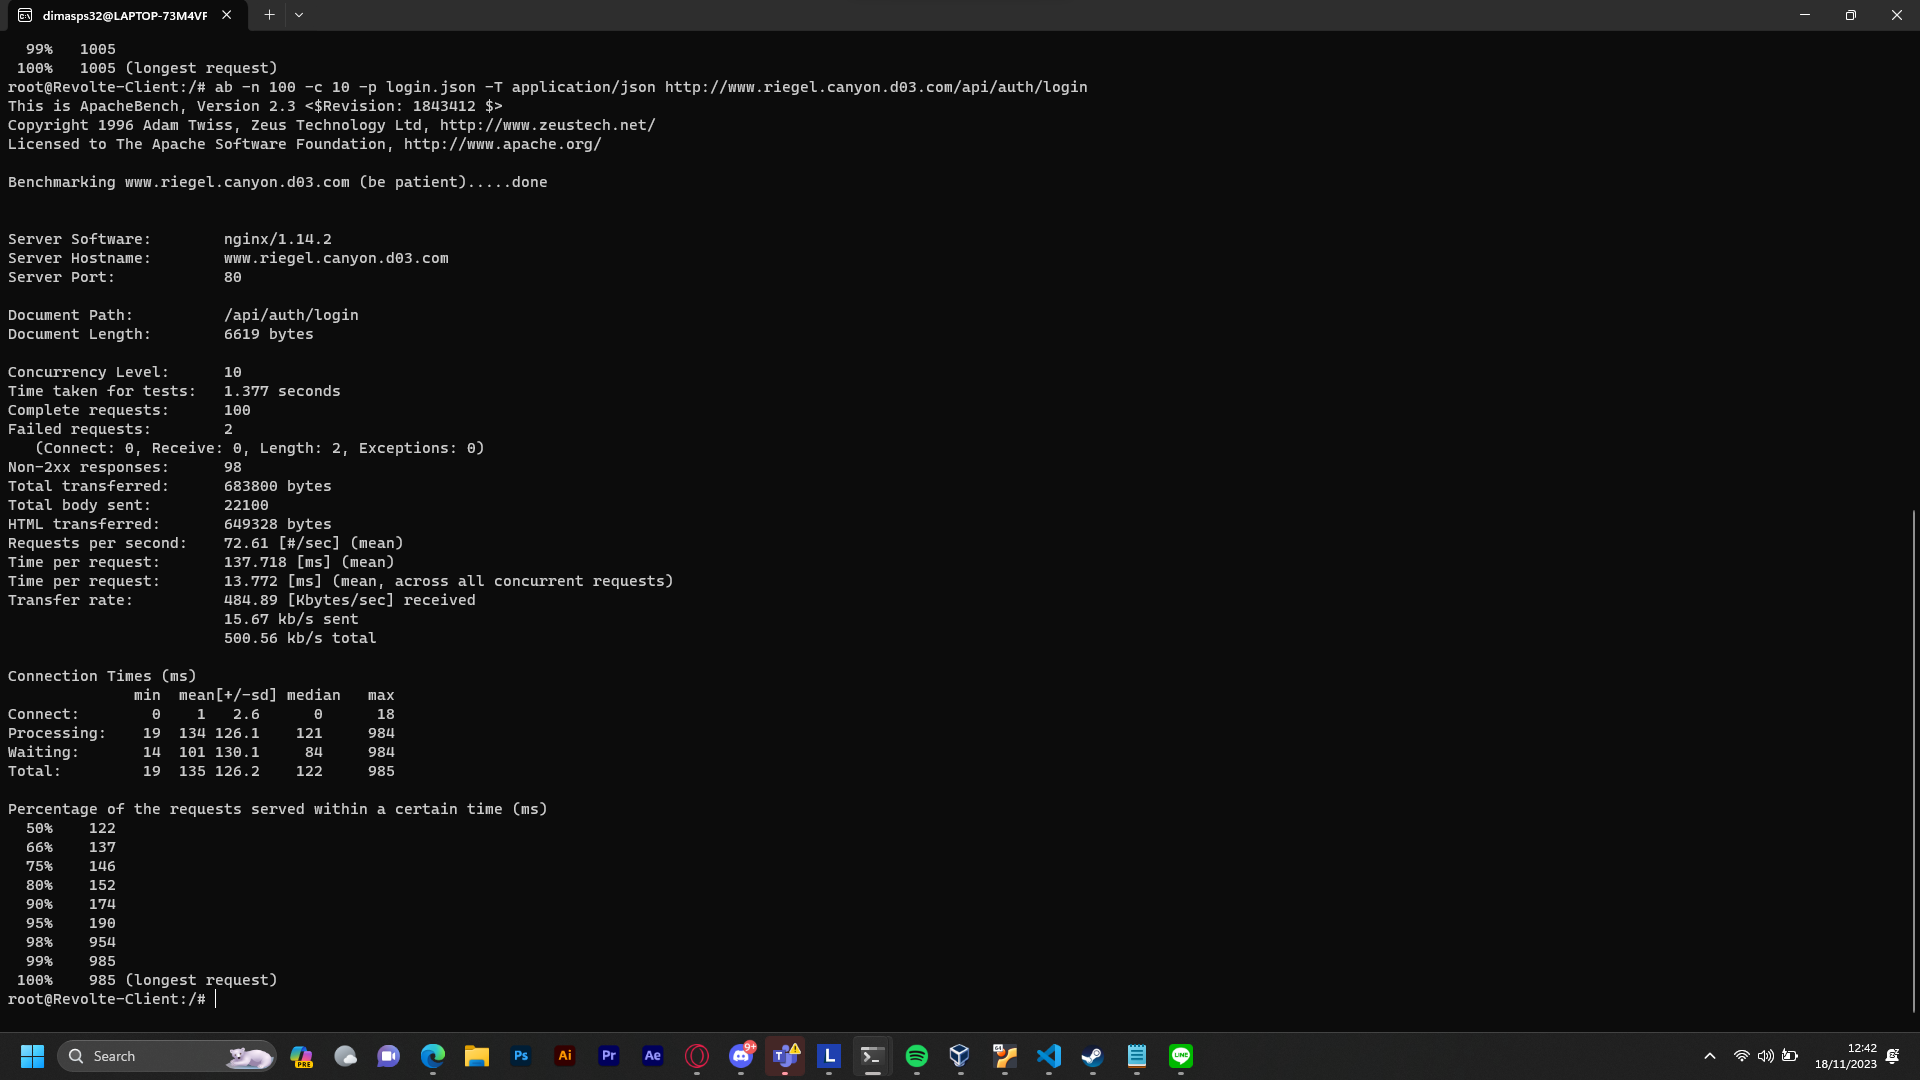 dimasps32@LAPTOP-73M4VF
  99%   1005
 100%   1005 (longest request)
root@Revolte-Client:/# ab -n 100 -c 10 -p login.json -T application/json http://www.riegel.canyon.d03.com/api/auth/login
This is ApacheBench, Version 2.3 <$Revision: 1843412 $>
Copyright 1996 Adam Twiss, Zeus Technology Ltd, http://www.zeustech.net/
Licensed to The Apache Software Foundation, http://www.apache.org/
Benchmarking www.riegel.canyon.d03.com (be patient).....done
Server Software:        nginx/1.14.2
Server Hostname:        www.riegel.canyon.d03.com
Server Port:            80
Document Path:          /api/auth/login
Document Length:        6619 bytes
Concurrency Level:      10
Time taken for tests:   1.377 seconds
Complete requests:      100
Failed requests:        2
   (Connect: 0, Receive: 0, Length: 2, Exceptions: 0)
Non-2xx responses:      98
Total transferred:      683800 bytes
Total body sent:        22100
HTML transferred:       649328 bytes
Requests per second:    72.61 [#/sec] (mean)
Time per request:       137.718 [ms] (mean)
Time per request:       13.772 [ms] (mean, across all concurrent requests)
Transfer rate:          484.89 [Kbytes/sec] received
                        15.67 kb/s sent
                        500.56 kb/s total
Connection Times (ms)
              min  mean[+/-sd] median   max
Connect:        0    1   2.6      0      18
Processing:    19  134 126.1    121     984
Waiting:       14  101 130.1     84     984
Total:         19  135 126.2    122     985
Percentage of the requests served within a certain time (ms)
  50%    122
  66%    137
  75%    146
  80%    152
  90%    174
  95%    190
  98%    954
  99%    985
 100%    985 (longest request)
root@Revolte-Client:/#
Search
PRE
Ps
Ai
Pr
Ae
9+
T
L
64
LINE
12:42
18/11/2023